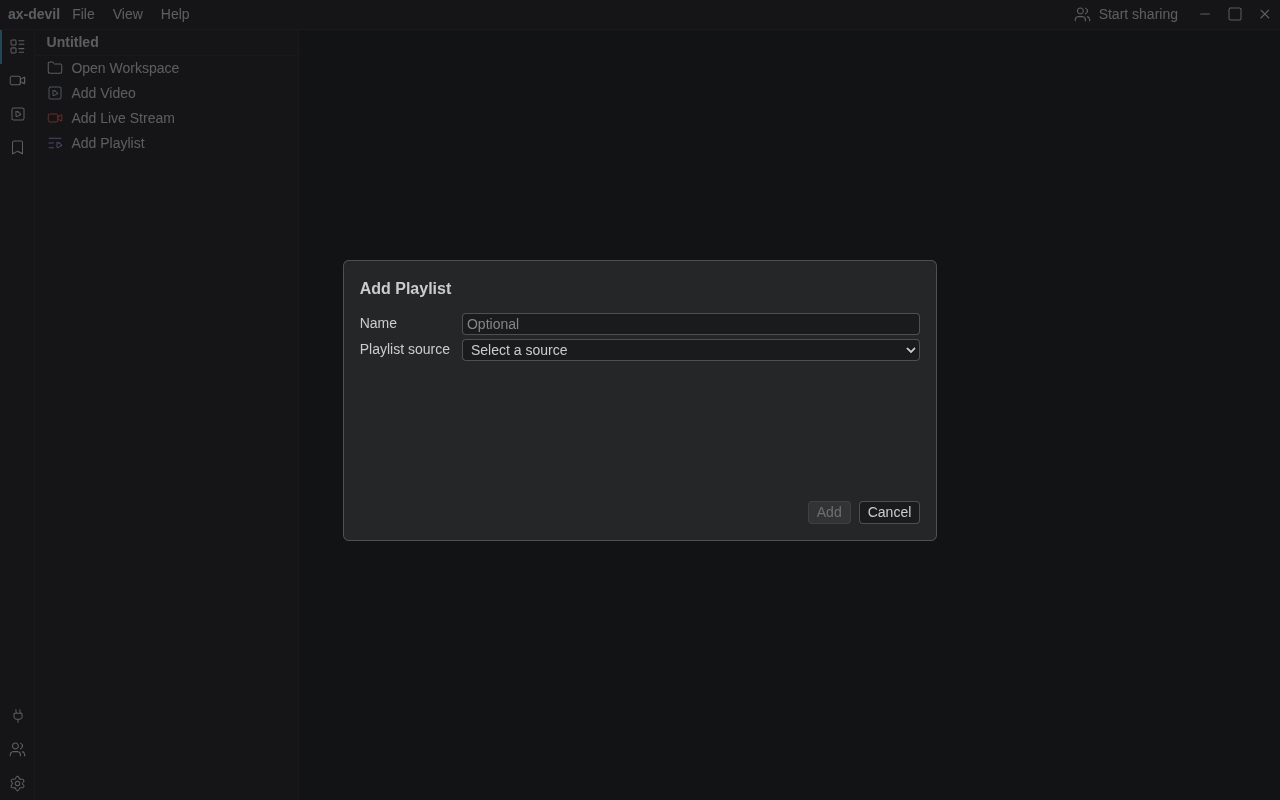 ax-devil File View Help Start sharing
Untitled
Open Workspace
Add Video
Add Live Stream
Add Playlist
Add Playlist
Name Optional
Playlist source Select a source
Add Cancel